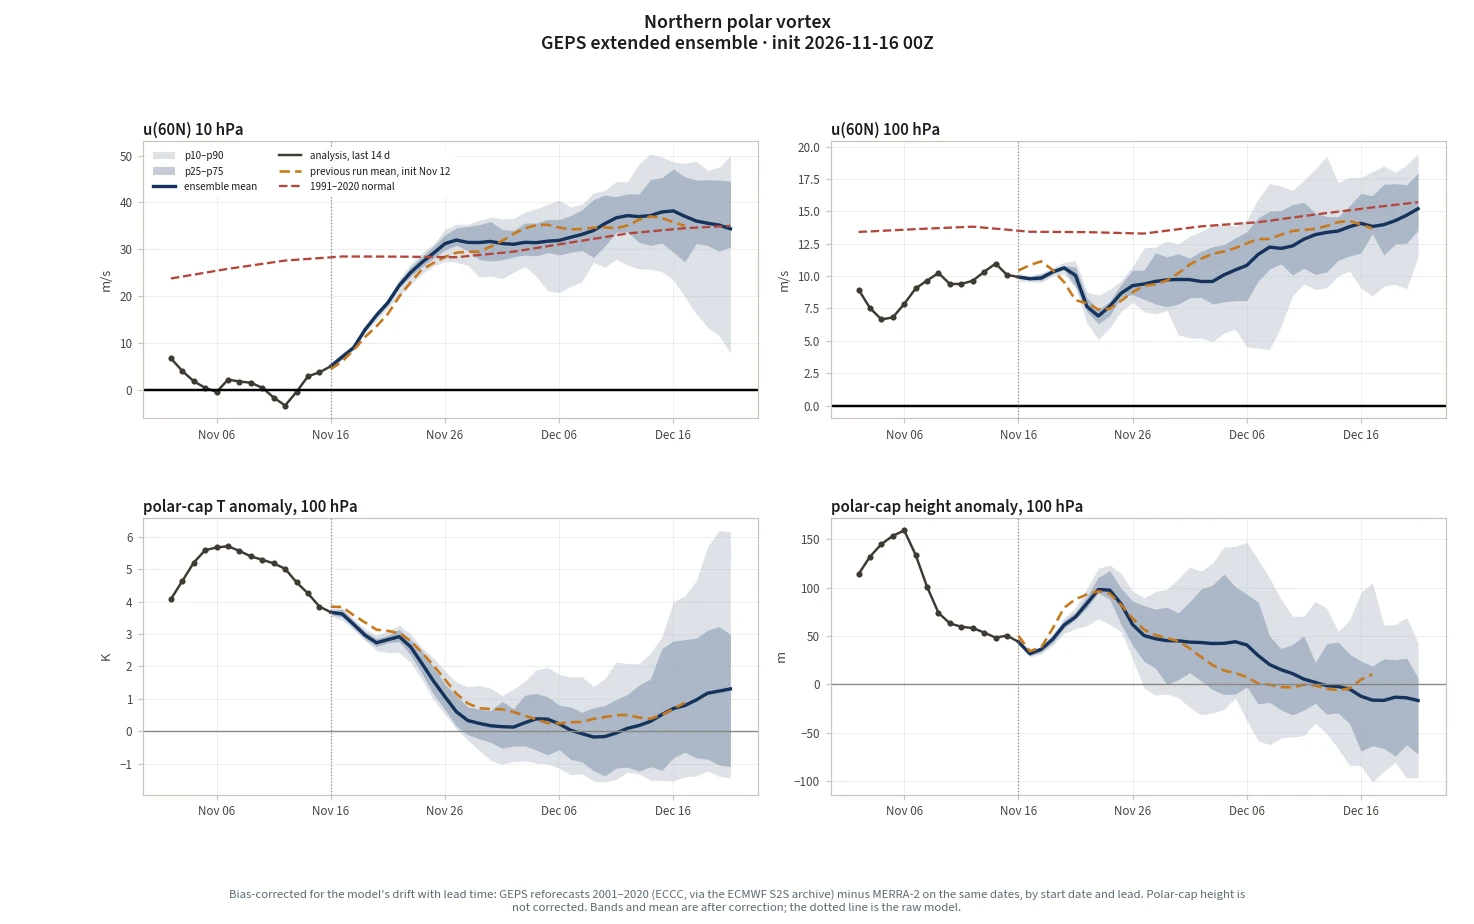 Northern polar vortex
GEPS extended ensemble · init 2026-11-16 00Z
u(60N) 10 hPa
p10–p90
p25–p75
ensemble mean
analysis, last 14 d
previous run mean, init Nov 12
1991–2020 normal
50
40
30
20
10
0
m/s
Nov 06
Nov 16
Nov 26
Dec 06
Dec 16
u(60N) 100 hPa
20.0
17.5
15.0
12.5
10.0
7.5
5.0
2.5
0.0
m/s
Nov 06
Nov 16
Nov 26
Dec 06
Dec 16
polar-cap T anomaly, 100 hPa
6
5
4
3
2
1
0
−1
K
Nov 06
Nov 16
Nov 26
Dec 06
Dec 16
polar-cap height anomaly, 100 hPa
150
100
50
0
−50
−100
m
Nov 06
Nov 16
Nov 26
Dec 06
Dec 16
Bias-corrected for the model's drift with lead time: GEPS reforecasts 2001–2020 (ECCC, via the ECMWF S2S archive) minus MERRA-2 on the same dates, by start date and lead. Polar-cap height is
not corrected. Bands and mean are after correction; the dotted line is the raw model.